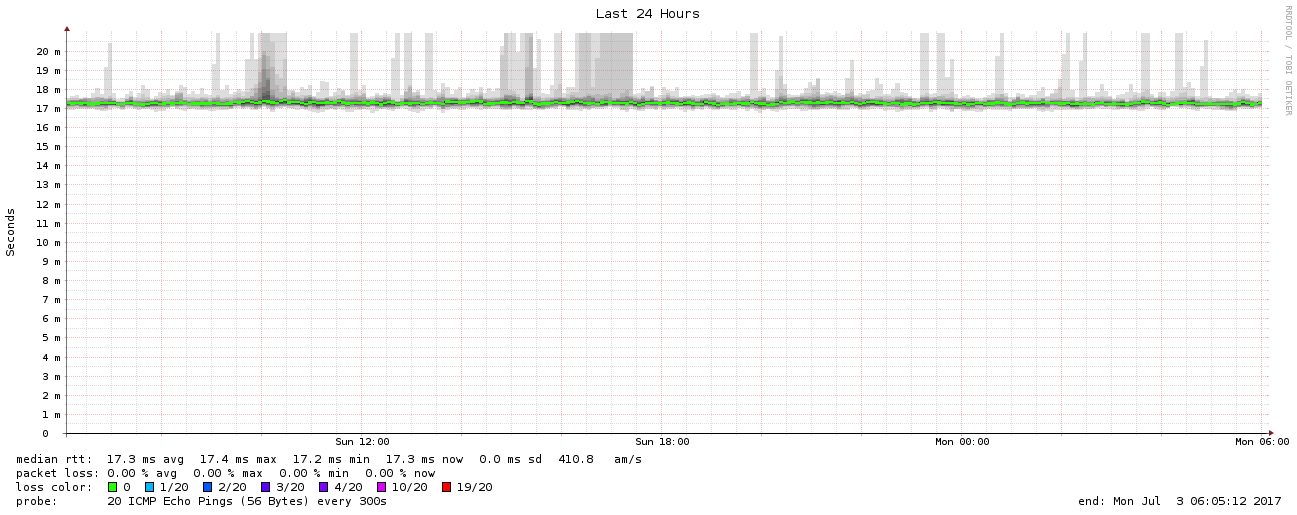 Last 24 Hours
RRDTOOL / TOBI OETIKER
20 m
19 m
18 m
17 m
16 m
15 m
14 m
13 m
12 m
11 m
10 m
9 m
8 m
7 m
6 m
5 m
4 m
3 m
2 m
1 m
0
Seconds
Sun 12:00 Sun 18:00 Mon 00:00 Mon 06:00
median rtt: 17.3 ms avg 17.4 ms max 17.2 ms min 17.3 ms now 0.0 ms sd 410.8 am/s
packet loss: 0.00 % avg 0.00 % max 0.00 % min 0.00 % now
loss color: 0 1/20 2/20 3/20 4/20 10/20 19/20
probe: 20 ICMP Echo Pings (56 Bytes) every 300s end: Mon Jul 3 06:05:12 2017